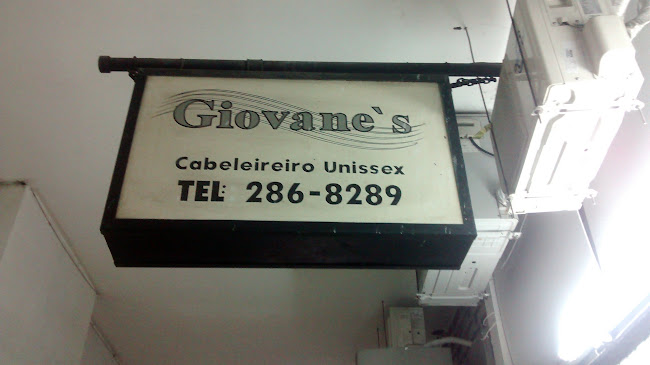 Giovane`s
Cabeleireiro Unissex
TEL: 286-8289